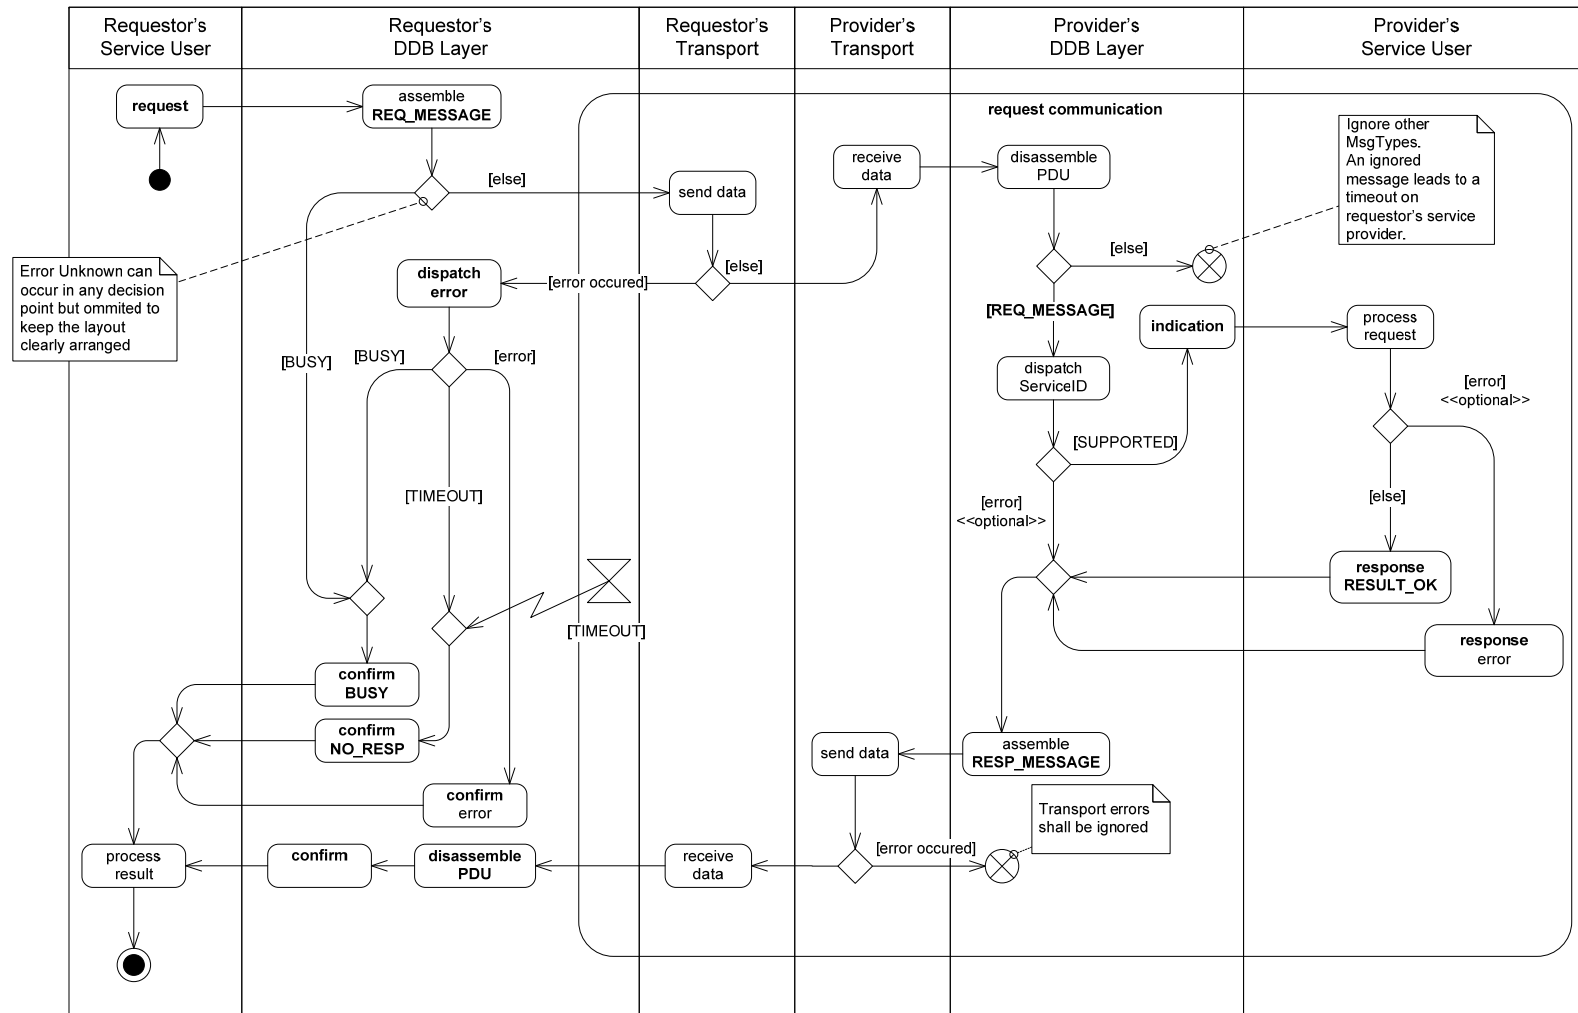 Requestor's
Service User
Requestor's
DDB Layer
Requestor's
Transport
Provider's
Transport
Provider's
DDB Layer
Provider's
Service User
request
assemble
REQ_MESSAGE
request communication
Ignore other
MsgTypes.
An ignored
message leads to a
timeout on
requestor's service
provider.
receive
data
disassemble
PDU
[else]
send data
[else]
Error Unknown can
occur in any decision
point but ommited to
keep the layout
clearly arranged
dispatch
error
[error occured]
[else]
[REQ_MESSAGE]
indication
process
request
[BUSY]
[BUSY]
[error]
dispatch
ServiceID
[error]
<<optional>>
[SUPPORTED]
[TIMEOUT]
[error]
<<optional>>
[else]
response
RESULT_OK
[TIMEOUT]
response
error
confirm
BUSY
confirm
NO_RESP
send data
assemble
RESP_MESSAGE
confirm
error
Transport errors
shall be ignored
process
result
confirm
disassemble
PDU
receive
data
[error occured]